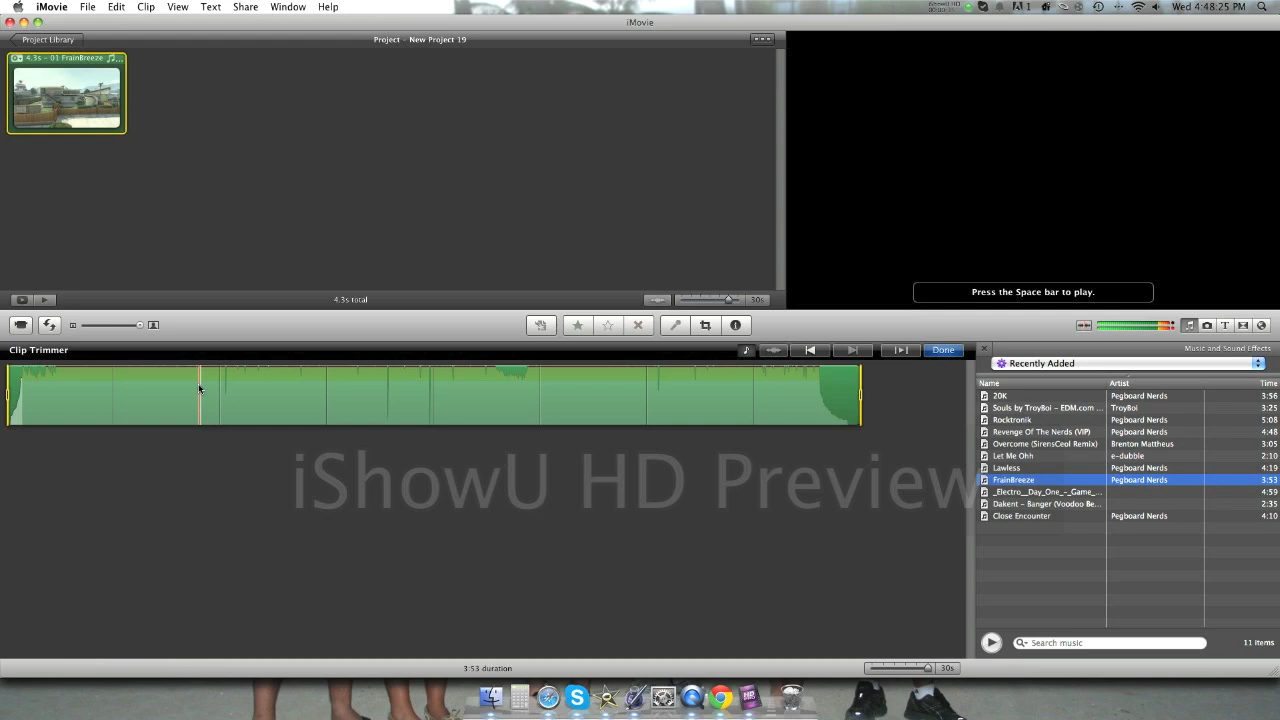 iMovie File Edit Clip View Text Share Window Help
iShowU HD
1
Wed 4:48:25 PM
iMovie
Project Library
Project - New Project 19
4.3s - 01 FrainBreeze
Press the Space bar to play.
4.3s total
30s
Clip Trimmer
Done
Music and Sound Effects
Recently Added
Name Artist Time
20K Pegboard Nerds 3:56
Souls by TroyBoi - EDM.com ... TroyBoi 3:25
Rocktronik Pegboard Nerds 5:08
Revenge Of The Nerds (VIP) Pegboard Nerds 4:48
Overcome (SirensCeol Remix) Brenton Mattheus 3:05
Let Me Ohh e-dubble 2:10
Lawless Pegboard Nerds 4:19
FrainBreeze Pegboard Nerds 3:53
_Electro__Day_One_-_Game_... 4:59
Dakent - Banger (Voodoo Be... 2:35
Close Encounter Pegboard Nerds 4:10
iShowU HD Preview
Search music
11 items
3:53 duration
30s